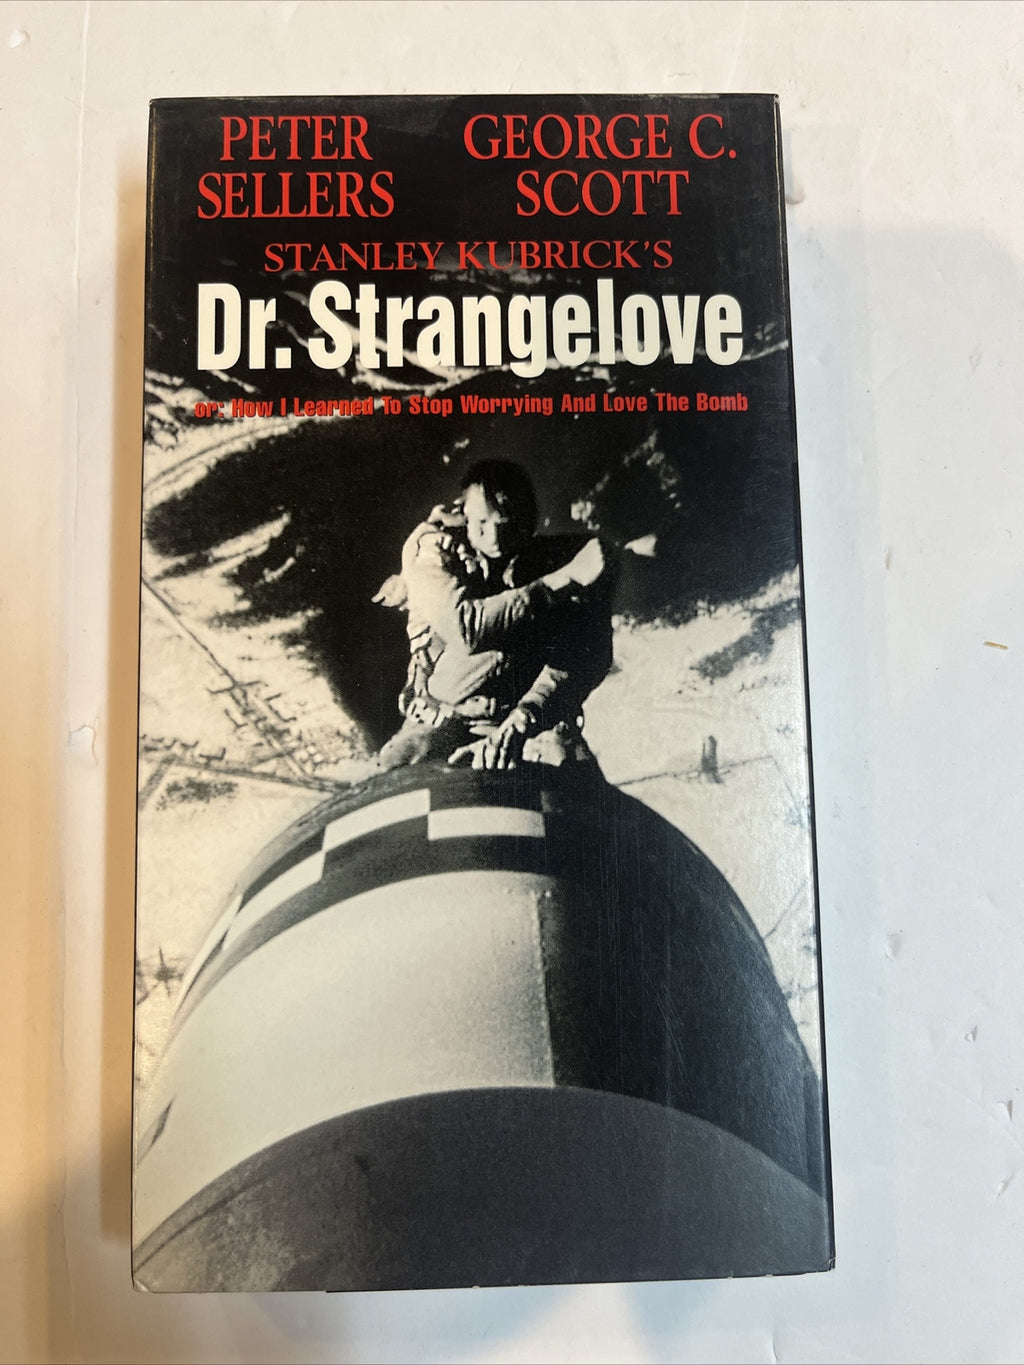 PETER
SELLERS
GEORGE C.
SCOTT
STANLEY KUBRICK'S
Dr. Strangelove
or: How I Learned To Stop Worrying And Love The Bomb